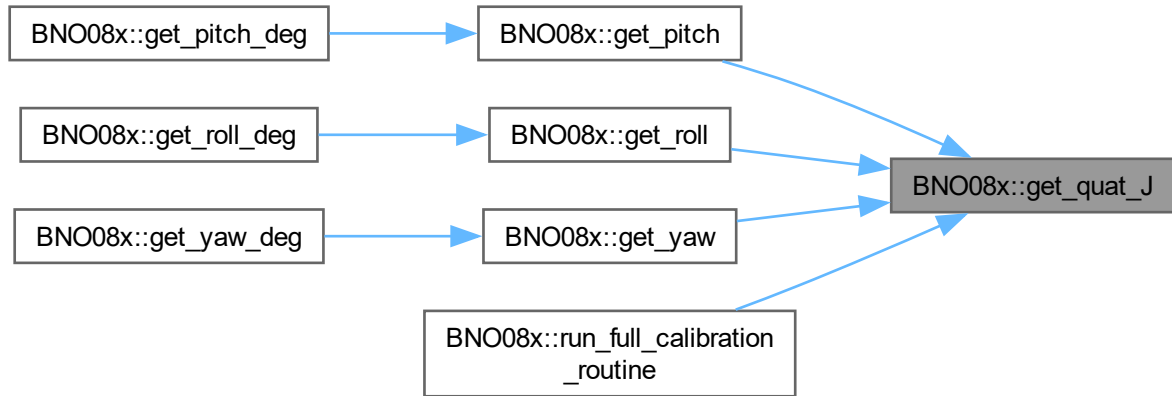 BNO08x::get_pitch_deg
BNO08x::get_pitch
BNO08x::get_roll_deg
BNO08x::get_roll
BNO08x::get_quat_J
BNO08x::get_yaw_deg
BNO08x::get_yaw
BNO08x::run_full_calibration
_routine